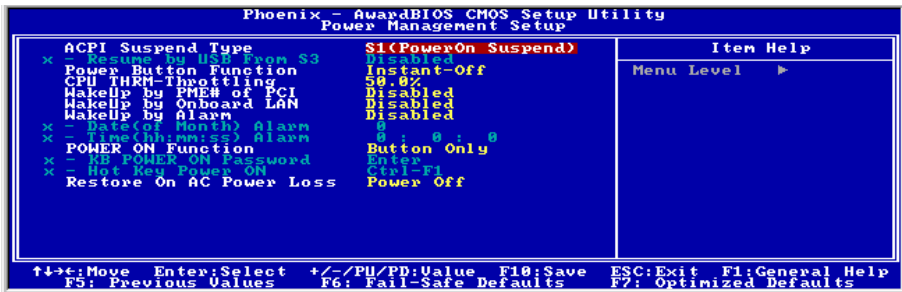 Phoenix - AwardBIOS CMOS Setup Utility
Power Management Setup
ACPI Suspend Type S1(PowerOn Suspend)
x - Resume by USB From S3 Disabled
Power Button Function Instant-Off
CPU THRM-Throttling 50.0%
WakeUp by PME# of PCI Disabled
WakeUp by Onboard LAN Disabled
WakeUp by Alarm Disabled
x - Date(of Month) Alarm 0
x - Time(hh:mm:ss) Alarm 0 : 0 : 0
POWER ON Function Button Only
x - KB POWER ON Password Enter
x - Hot Key Power ON Ctrl-F1
Restore On AC Power Loss Power Off
Item Help
Menu Level ►
↑↓→←:Move Enter:Select +/-/PU/PD:Value F10:Save ESC:Exit F1:General Help
F5: Previous Values F6: Fail-Safe Defaults F7: Optimized Defaults